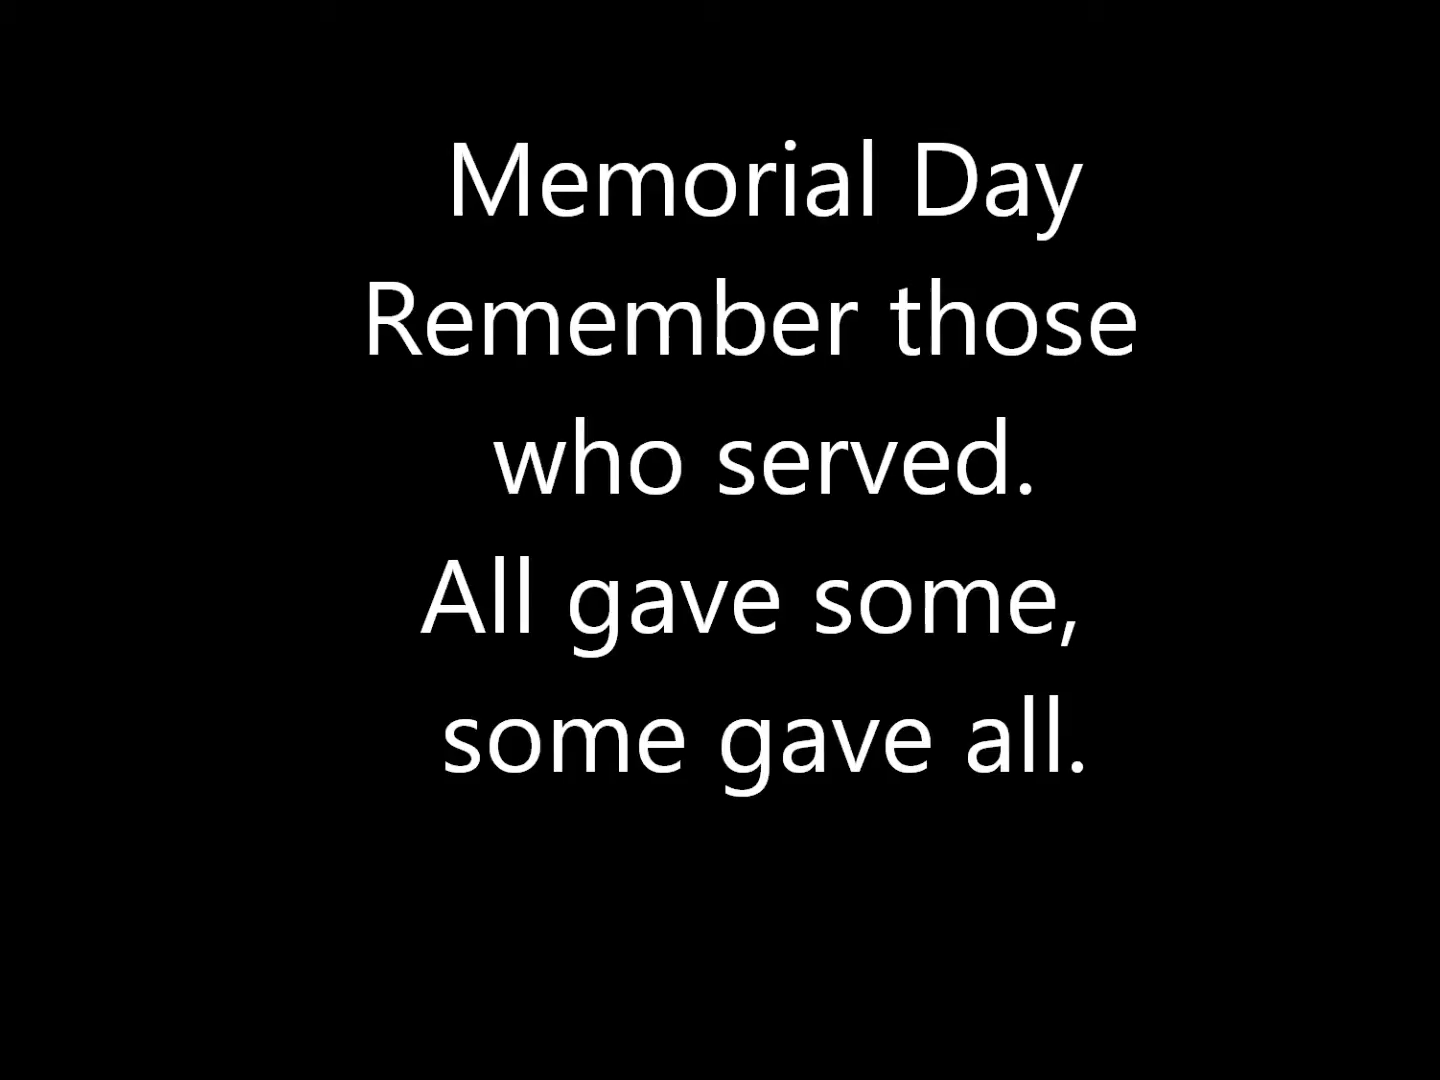 Memorial Day
Remember those
who served.
All gave some,
some gave all.